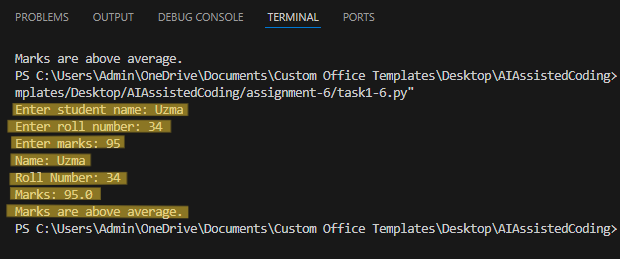 PROBLEMS OUTPUT DEBUG CONSOLE TERMINAL PORTS
Marks are above average.
PS C:\Users\Admin\OneDrive\Documents\Custom Office Templates\Desktop\AIAssistedCoding>
mplates/Desktop/AIAssistedCoding/assignment-6/task1-6.py"
Enter student name: Uzma
Enter roll number: 34
Enter marks: 95
Name: Uzma
Roll Number: 34
Marks: 95.0
Marks are above average.
PS C:\Users\Admin\OneDrive\Documents\Custom Office Templates\Desktop\AIAssistedCoding>